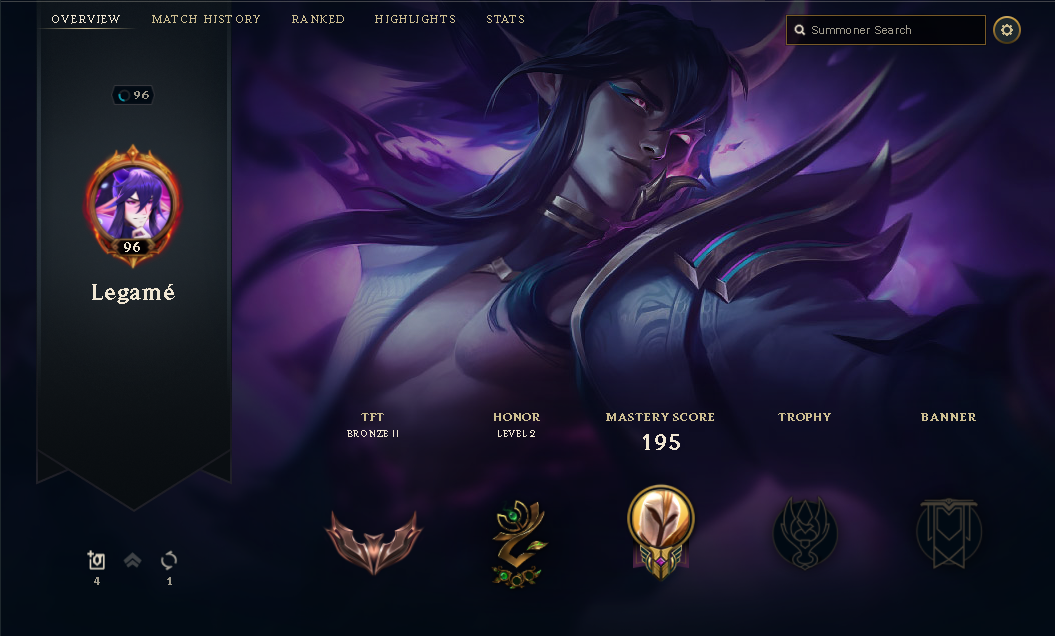 OVERVIEW MATCH HISTORY RANKED HIGHLIGHTS STATS
Summoner Search
96
96
Legamé
TFT HONOR MASTERY SCORE TROPHY BANNER
BRONZE II LEVEL 2
195
4 1